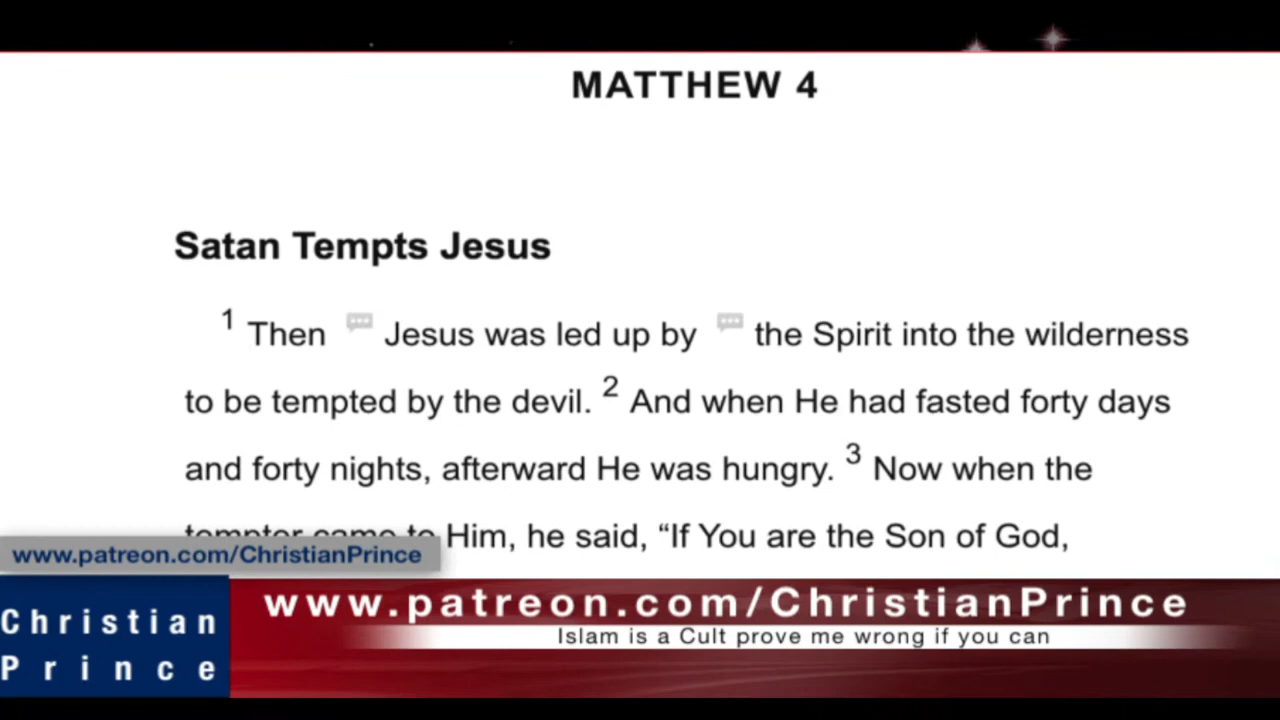 MATTHEW 4
Satan Tempts Jesus
1 Then Jesus was led up by the Spirit into the wilderness
to be tempted by the devil. 2 And when He had fasted forty days
and forty nights, afterward He was hungry. 3 Now when the
tempter came to Him, he said, “If You are the Son of God,
www.patreon.com/ChristianPrince
Christian
Prince
www.patreon.com/ChristianPrince
Islam is a Cult prove me wrong if you can